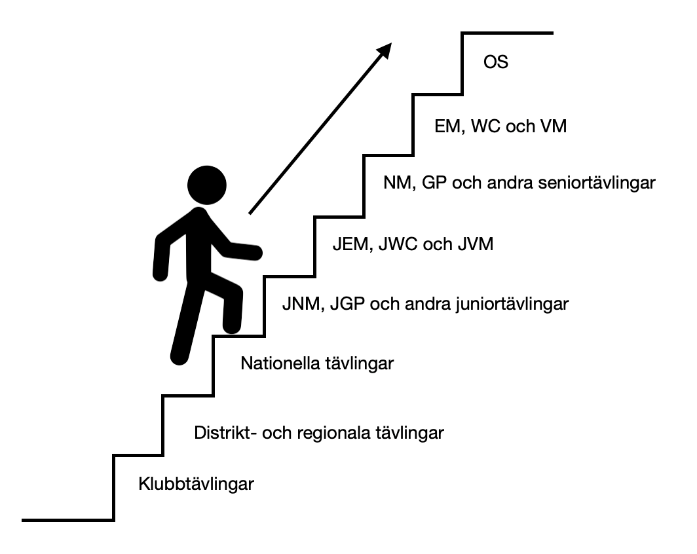 OS
EM, WC och VM
NM, GP och andra seniortävlingar
JEM, JWC och JVM
JNM, JGP och andra juniortävlingar
Nationella tävlingar
Distrikt- och regionala tävlingar
Klubbtävlingar